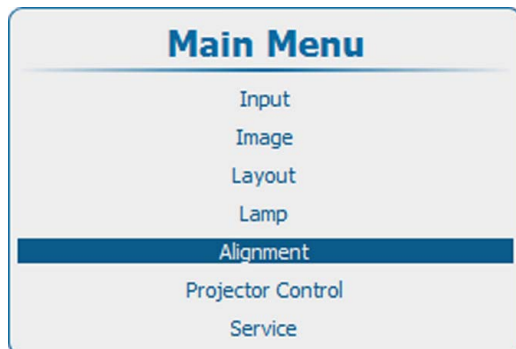 Main Menu
Input
Image
Layout
Lamp
Alignment
Projector Control
Service